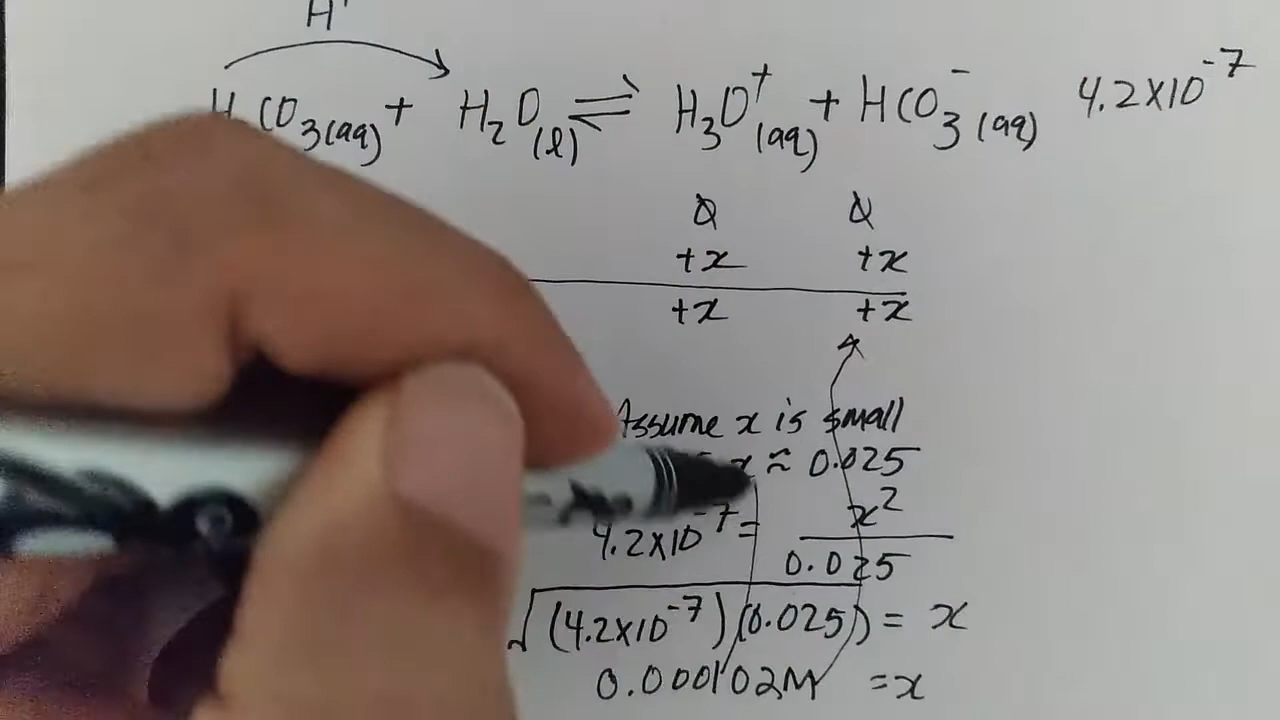 H
H₂CO₃(aq) + H₂O(l) ⇌ H₃O⁺(aq) + HCO₃⁻(aq) 4.2x10⁻⁷
0 0
+x +x
+x +x
Assume x is small
x ≈ 0.025
4.2x10⁻⁷ = x²
0.025
√(4.2x10⁻⁷)(0.025) = x
0.000102M = x